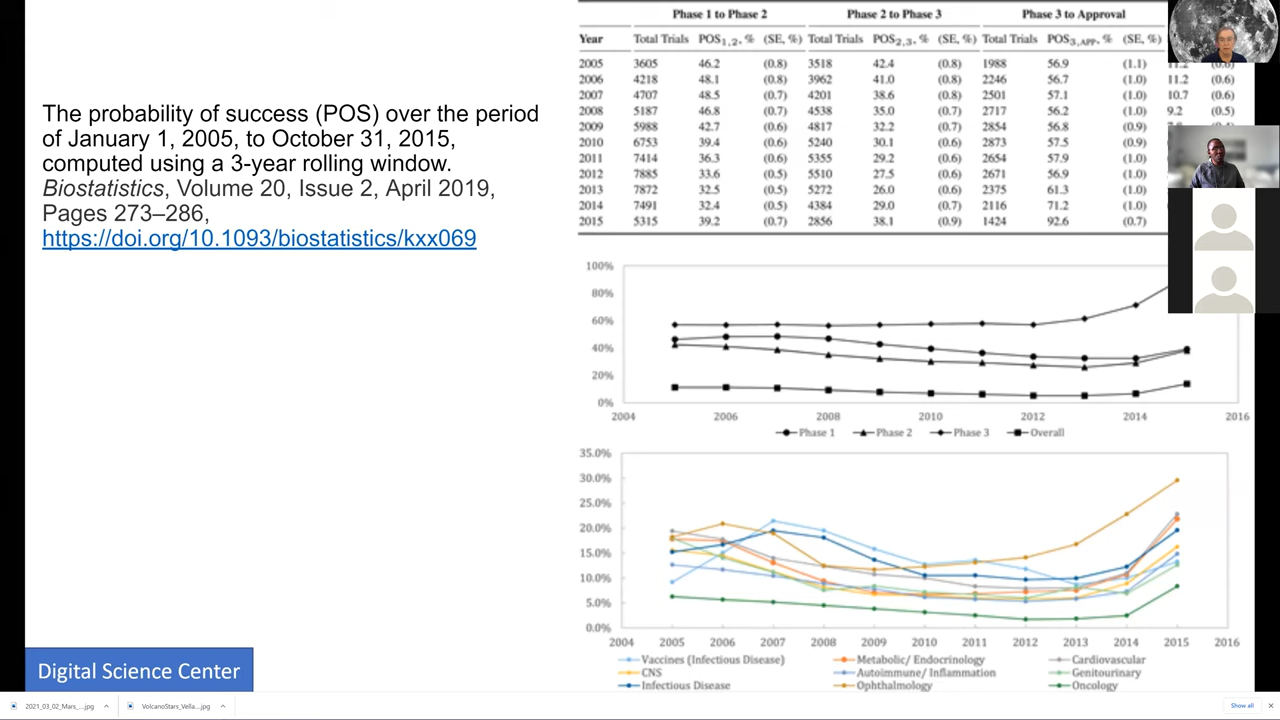 The probability of success (POS) over the period
of January 1, 2005, to October 31, 2015,
computed using a 3-year rolling window.
Biostatistics, Volume 20, Issue 2, April 2019,
Pages 273–286,
https://doi.org/10.1093/biostatistics/kxx069
Digital Science Center
Phase 1 to Phase 2 Phase 2 to Phase 3 Phase 3 to Approval
Year Total Trials POS1,2, % (SE, %) Total Trials POS2,3, % (SE, %) Total Trials POS3,APP, % (SE, %)
2005 3605 46.2 (0.8) 3518 42.4 (0.8) 1988 56.9 (1.1)
2006 4218 48.1 (0.8) 3962 41.0 (0.8) 2246 56.7 (1.0) 11.2 (0.6)
2007 4707 48.5 (0.7) 4201 38.6 (0.8) 2501 57.1 (1.0) 10.7 (0.6)
2008 5187 46.8 (0.7) 4538 35.0 (0.7) 2717 56.2 (1.0) 9.2 (0.5)
2009 5988 42.7 (0.6) 4817 32.2 (0.7) 2854 56.8 (0.9)
2010 6753 39.4 (0.6) 5240 30.1 (0.6) 2873 57.5 (0.9)
2011 7414 36.3 (0.6) 5355 29.2 (0.6) 2654 57.9 (1.0)
2012 7885 33.6 (0.5) 5510 27.5 (0.6) 2671 56.9 (1.0)
2013 7872 32.5 (0.5) 5272 26.0 (0.6) 2375 61.3 (1.0)
2014 7491 32.4 (0.5) 4384 29.0 (0.7) 2116 71.2 (1.0)
2015 5315 39.2 (0.7) 2856 38.1 (0.9) 1424 92.6 (0.7)
100%
80%
60%
40%
20%
0%
2004 2006 2008 2010 2012 2014 2016
Phase 1 Phase 2 Phase 3 Overall
35.0%
30.0%
25.0%
20.0%
15.0%
10.0%
5.0%
0.0%
2004 2005 2006 2007 2008 2009 2010 2011 2012 2013 2014 2015 2016
Vaccines (Infectious Disease) Metabolic/ Endocrinology Cardiovascular
CNS Autoimmune/ Inflammation Genitourinary
Infectious Disease Ophthalmology Oncology
2021_03_02_Mars_....jpg VolcanoStars_Vella....jpg Show all